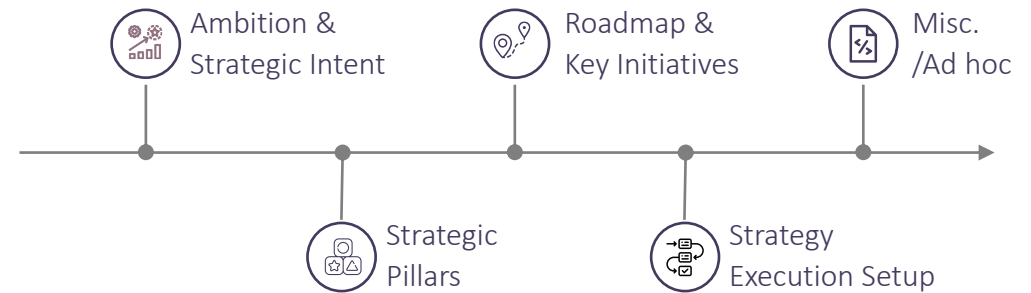 Ambition &
Strategic Intent
Strategic
Pillars
Roadmap &
Key Initiatives
Strategy
Execution Setup
Misc.
/Ad hoc